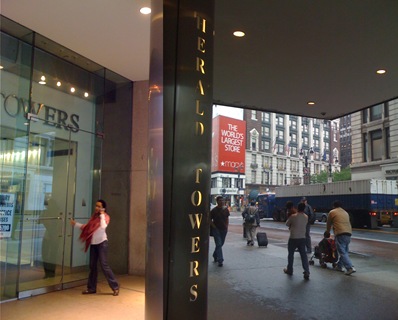 TOWERS
HERALD TOWERS
THE
WORLD'S
LARGEST
STORE
macy's